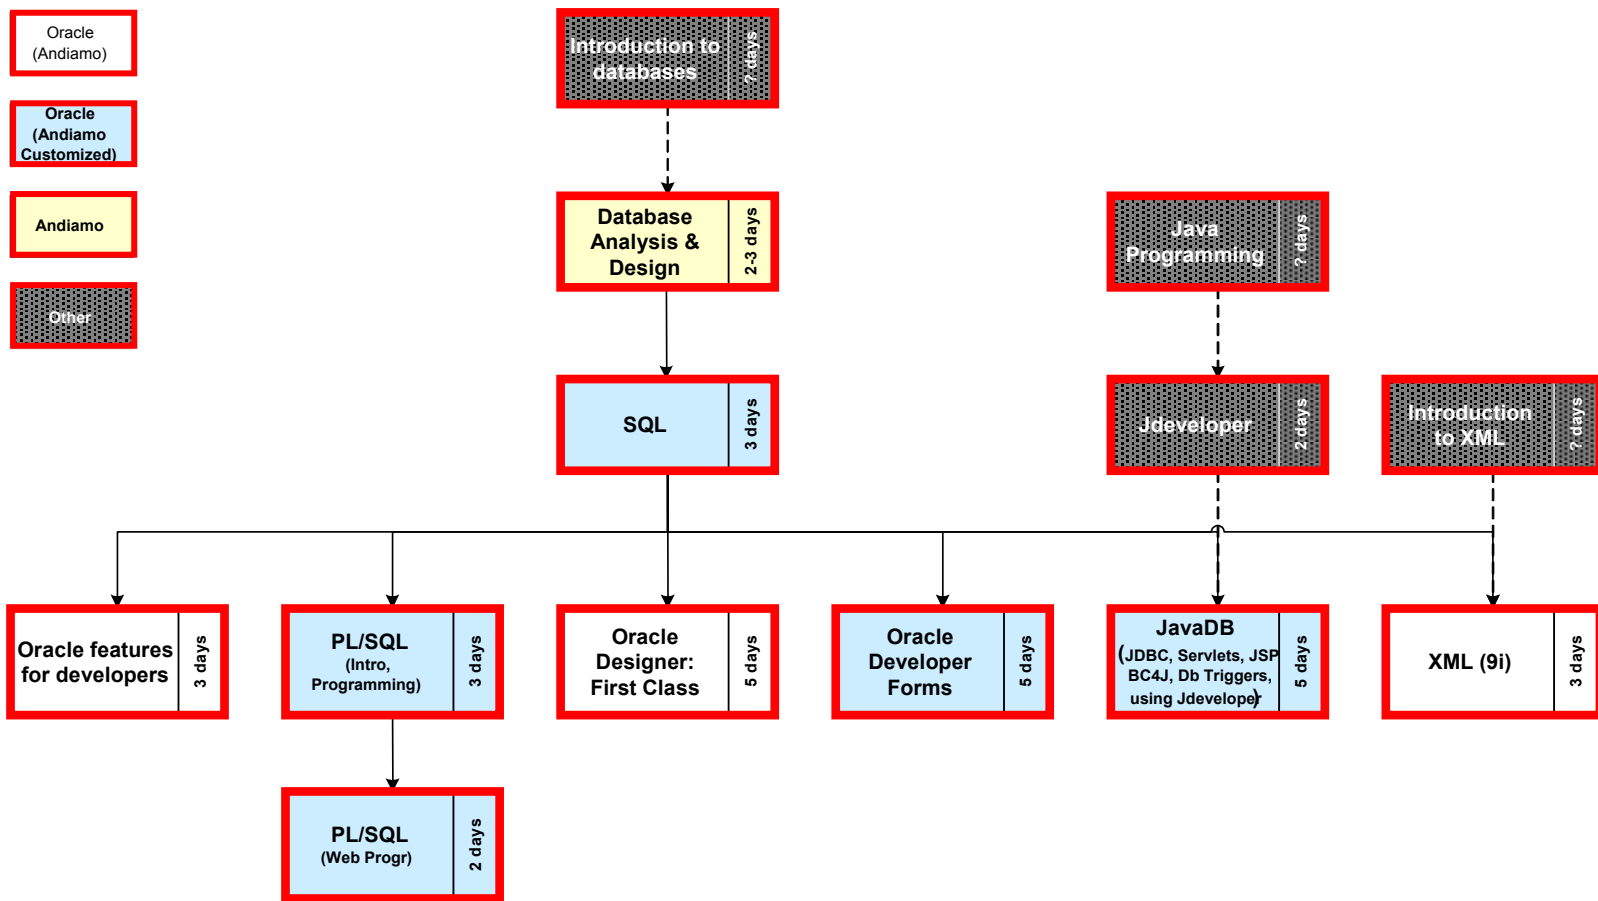 Oracle
(Andiamo)
Oracle
(Andiamo
Customized)
Andiamo
Other
Introduction to
databases
? days
Database
Analysis &
Design
2-3 days
Java
Programming
? days
SQL
3 days
Jdeveloper
2 days
Introduction
to XML
? days
Oracle features
for developers
3 days
PL/SQL
(Intro,
Programming)
3 days
Oracle
Designer:
First Class
5 days
Oracle
Developer
Forms
5 days
JavaDB
(JDBC, Servlets, JSP
BC4J, Db Triggers,
using Jdeveloper)
5 days
XML (9i)
3 days
PL/SQL
(Web Progr)
2 days